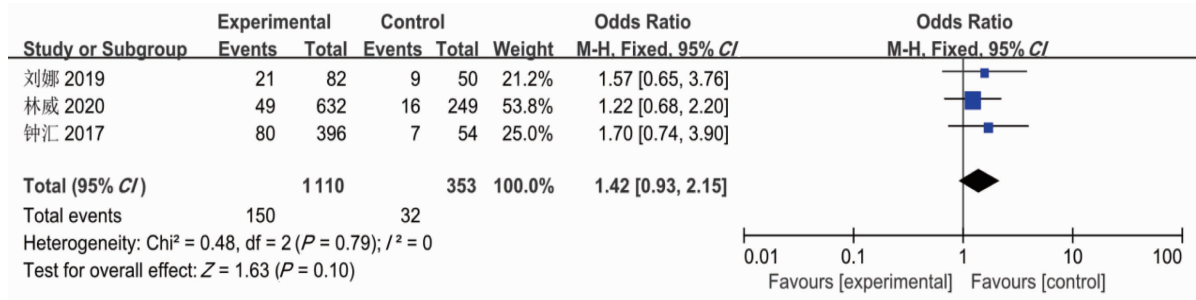 Experimental Control Odds Ratio Odds Ratio
Study or Subgroup Events Total Events Total Weight M-H, Fixed, 95% CI M-H, Fixed, 95% CI
刘娜 2019 21 82 9 50 21.2% 1.57 [0.65, 3.76]
林威 2020 49 632 16 249 53.8% 1.22 [0.68, 2.20]
钟汇 2017 80 396 7 54 25.0% 1.70 [0.74, 3.90]
Total (95% CI) 1 110 353 100.0% 1.42 [0.93, 2.15]
Total events 150 32
Heterogeneity: Chi² = 0.48, df = 2 (P = 0.79); I² = 0
Test for overall effect: Z = 1.63 (P = 0.10)
0.01 0.1 1 10 100
Favours [experimental] Favours [control]